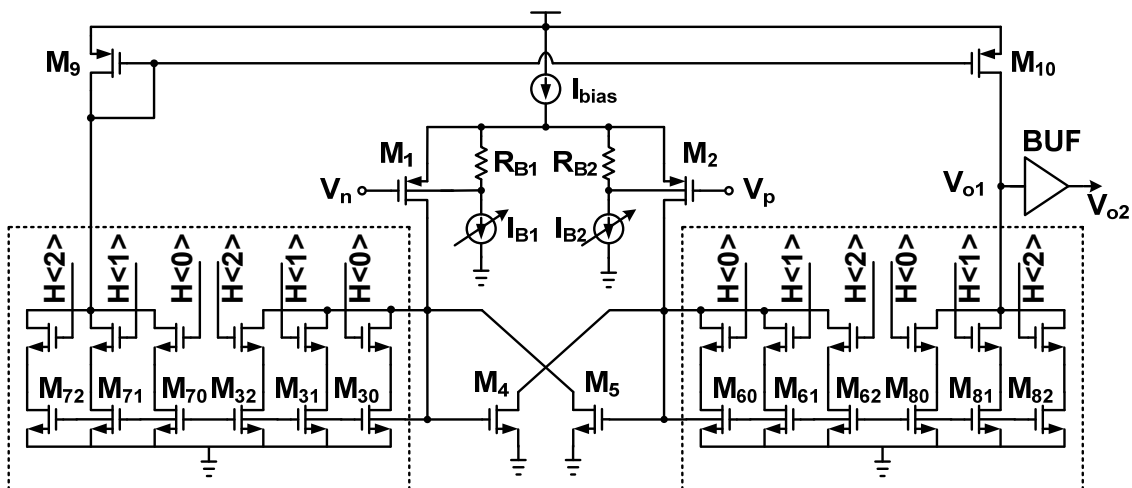 M9
M10
Ibias
BUF
M1
RB1
RB2
M2
Vn
Vp
Vo1
Vo2
IB1
IB2
H<2>
H<1>
H<0>
H<2>
H<1>
H<0>
H<0>
H<1>
H<2>
H<0>
H<1>
H<2>
M72
M71
M70
M32
M31
M30
M4
M5
M60
M61
M62
M80
M81
M82